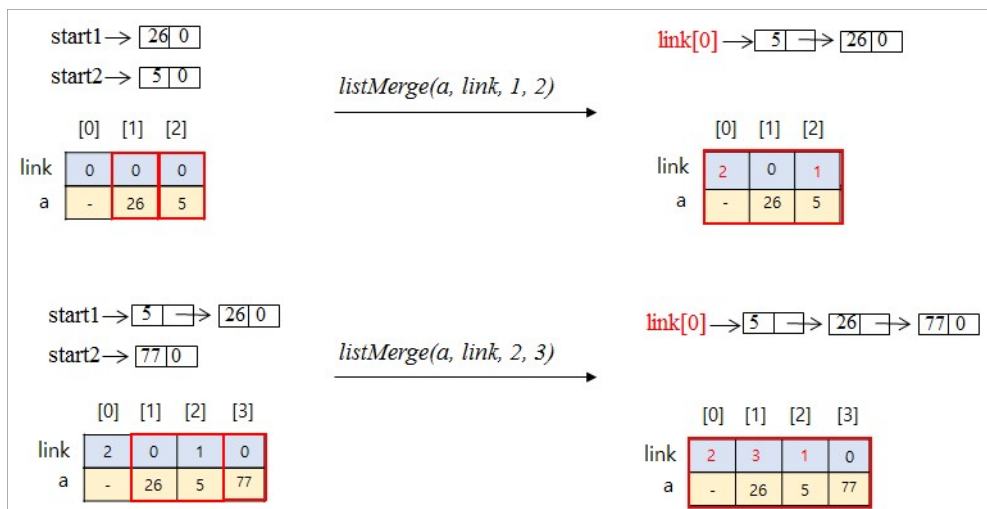 start1 26 0
start2 5 0
listMerge(a, link, 1, 2)
link[0] 5 26 0
[0] [1] [2]
link 0 0 0
a - 26 5
[0] [1] [2]
link 2 0 1
a - 26 5
start1 5 26 0
start2 77 0
listMerge(a, link, 2, 3)
link[0] 5 26 77 0
[0] [1] [2] [3]
link 2 0 1 0
a - 26 5 77
[0] [1] [2] [3]
link 2 3 1 0
a - 26 5 77